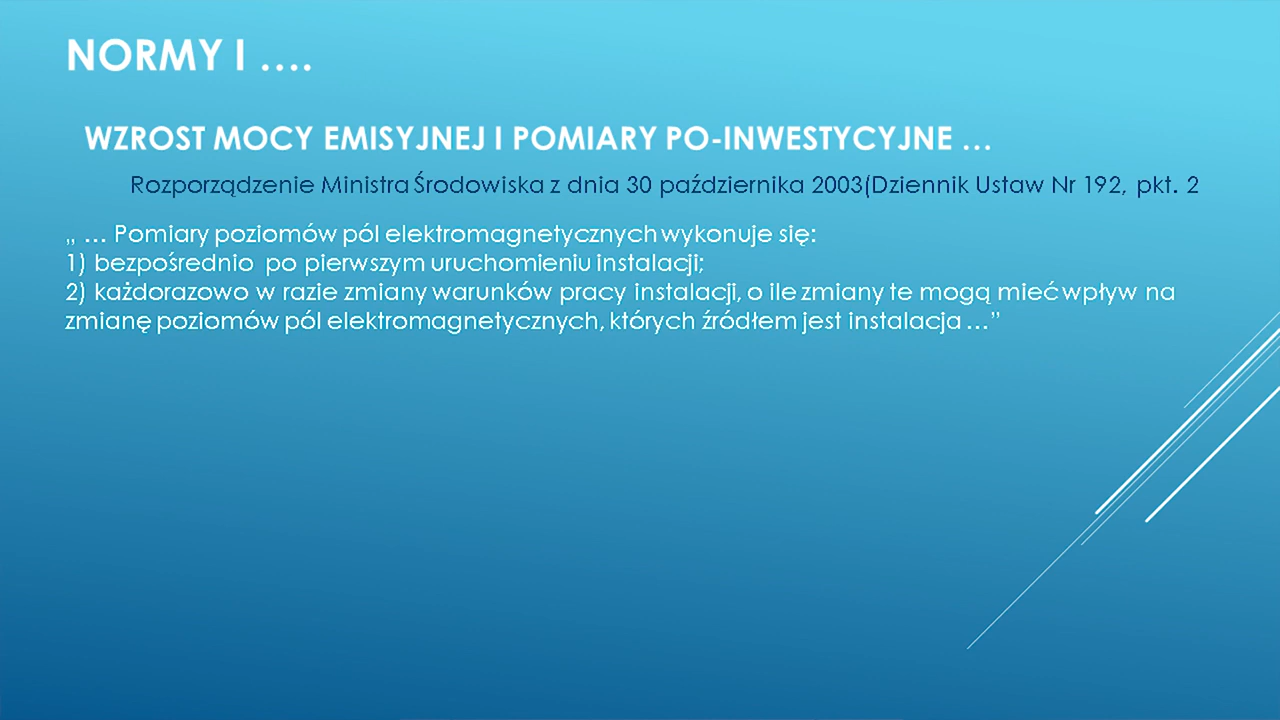 NORMY I ….
WZROST MOCY EMISYJNEJ I POMIARY PO-INWESTYCYJNE …
Rozporządzenie Ministra Środowiska z dnia 30 października 2003(Dziennik Ustaw Nr 192, pkt. 2
„ … Pomiary poziomów pól elektromagnetycznych wykonuje się:
1) bezpośrednio po pierwszym uruchomieniu instalacji;
2) każdorazowo w razie zmiany warunków pracy instalacji, o ile zmiany te mogą mieć wpływ na
zmianę poziomów pól elektromagnetycznych, których źródłem jest instalacja …”